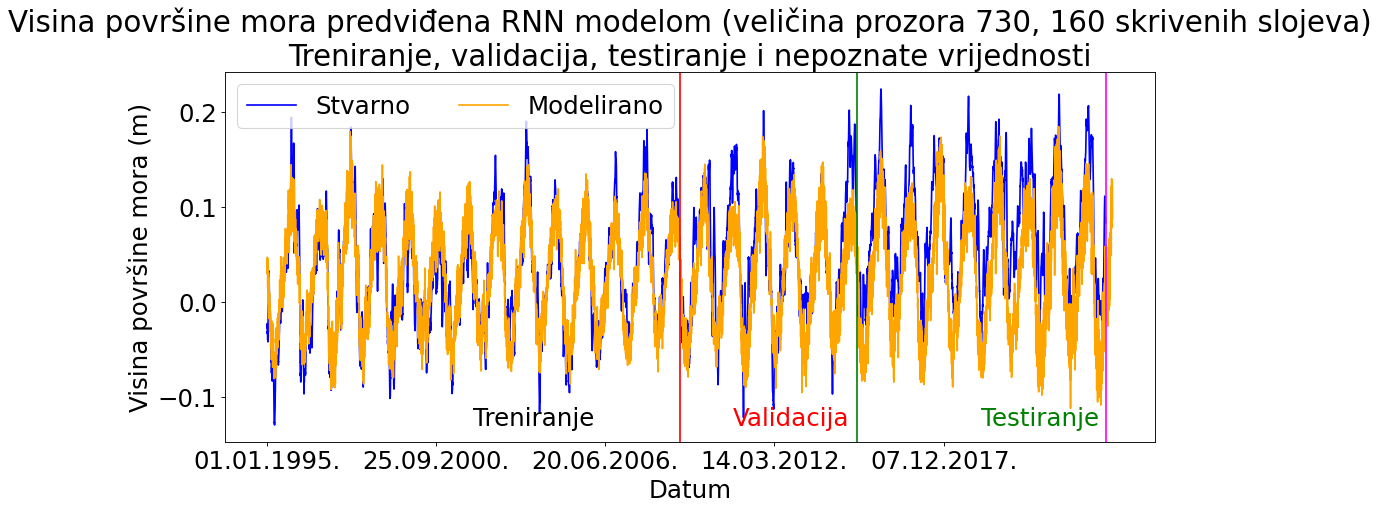 Visina površine mora predviđena RNN modelom (veličina prozora 730, 160 skrivenih slojeva)
Treniranje, validacija, testiranje i nepoznate vrijednosti
Stvarno Modelirano
Visina površine mora (m)
0.2
0.1
0.0
−0.1
Treniranje Validacija Testiranje
01.01.1995. 25.09.2000. 20.06.2006. 14.03.2012. 07.12.2017.
Datum